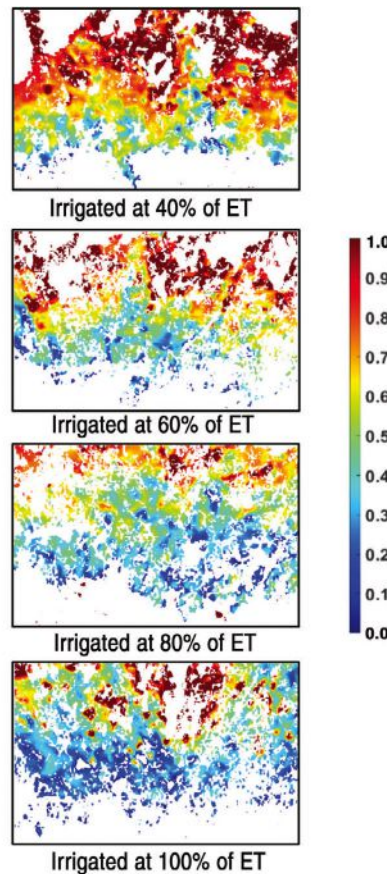 Irrigated at 40% of ET
Irrigated at 60% of ET
1.0
0.9
0.8
0.7
0.6
0.5
0.4
0.3
0.2
0.1
0.0
Irrigated at 80% of ET
Irrigated at 100% of ET